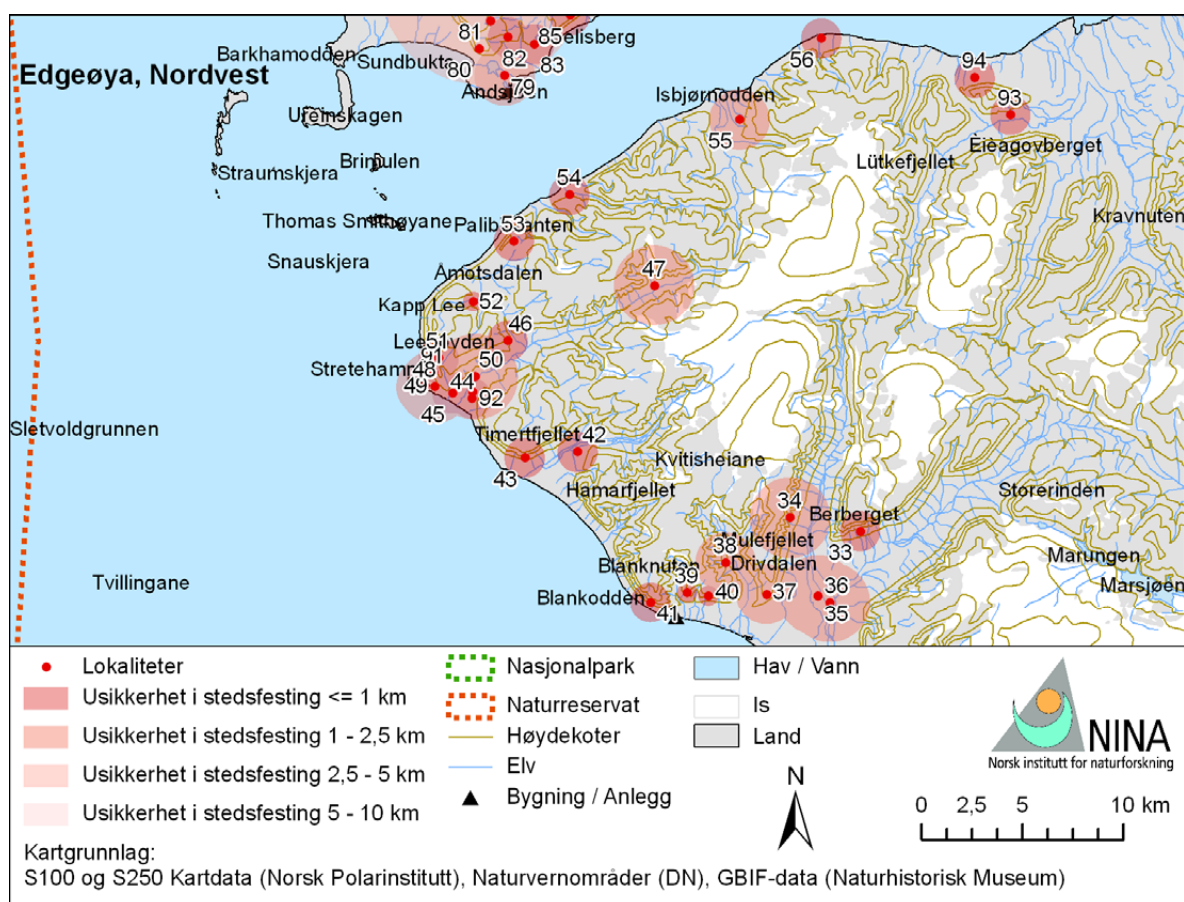 81
85
elisberg
Barkhamodden
Sundbukta
82
83
80
79
56
94
Edgeøya, Nordvest
Isbjørnodden
93
Ureinskagen
55
Lütkefjellet
Èièagovberget
Straumskjera
54
Kravnuten
Thomas Smithøyane
53
Snauskjera
Åmotsdalen
47
Kapp Lee
52
46
51
91
50
48
49
44
92
45
Sletvoldgrunnen
Timertfjellet
42
43
Kvitisheiane
Hamarfjellet
Storerinden
34
Berberget
38
33
Drivdalen
Marungen
Tvillingane
Blanknuten
39
40
37
36
35
Marsjøen
Blankodden
41
Lokaliteter
Usikkerhet i stedsfesting <= 1 km
Usikkerhet i stedsfesting 1 - 2,5 km
Usikkerhet i stedsfesting 2,5 - 5 km
Usikkerhet i stedsfesting 5 - 10 km
Nasjonalpark
Naturreservat
Høydekoter
Elv
Bygning / Anlegg
Hav / Vann
Is
Land
NINA
Norsk institutt for naturforskning
N
0 2,5 5 10 km
Kartgrunnlag:
S100 og S250 Kartdata (Norsk Polarinstitutt), Naturvernområder (DN), GBIF-data (Naturhistorisk Museum)